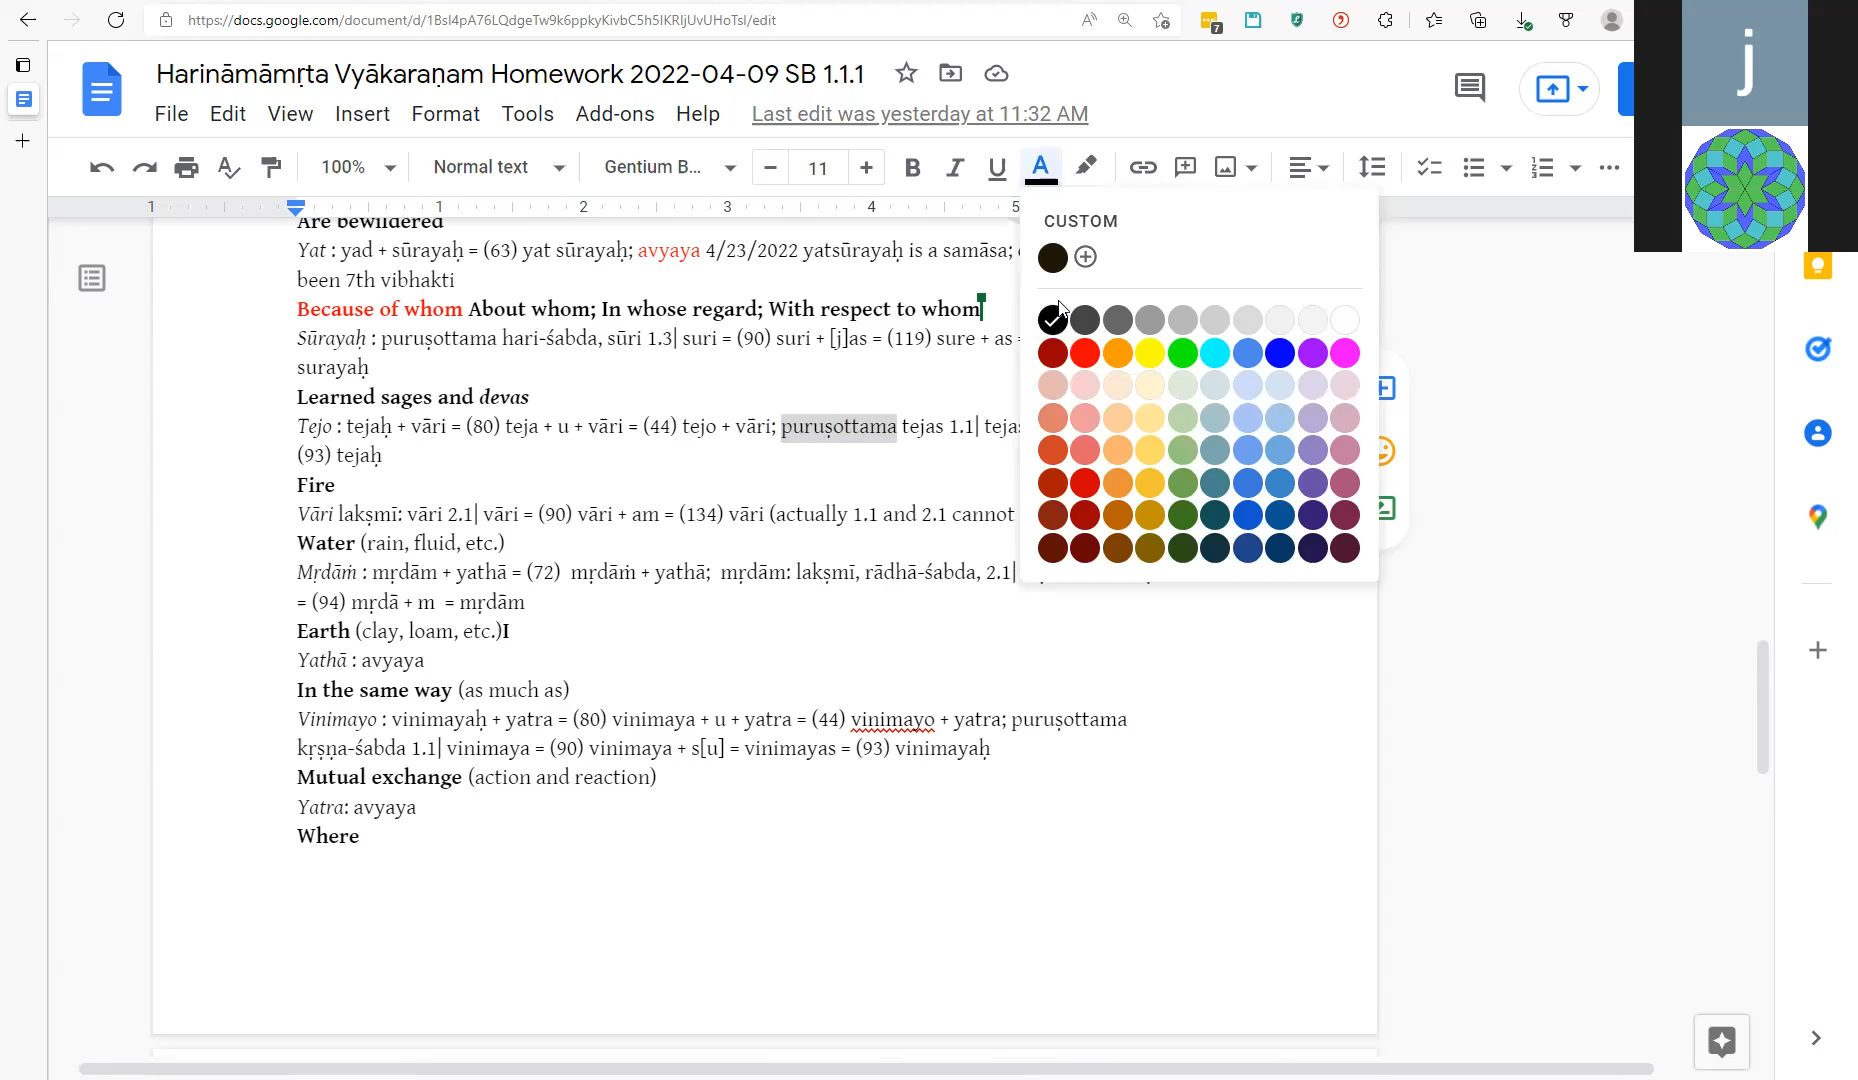 https://docs.google.com/document/d/1Bsl4pA76LQdgeTw9k6ppkyKivbC5h5IKRIjUvUHoTsI/edit
7
Harināmāmṛta Vyākaraṇam Homework 2022-04-09 SB 1.1.1
File Edit View Insert Format Tools Add-ons Help Last edit was yesterday at 11:32 AM
100% Normal text Gentium B... 11 B I U A
1 1 2 3 4 5
CUSTOM
j
Are bewildered
Yat : yad + sūrayaḥ = (63) yat sūrayaḥ; avyaya 4/23/2022 yatsūrayaḥ is a samāsa;
been 7th vibhakti
Because of whom About whom; In whose regard; With respect to whom
Sūrayaḥ : puruṣottama hari-śabda, sūri 1.3| suri = (90) suri + [j]as = (119) sure + as =
surayaḥ
Learned sages and devas
Tejo : tejaḥ + vāri = (80) teja + u + vāri = (44) tejo + vāri; puruṣottama tejas 1.1| tejas
(93) tejaḥ
Fire
Vāri lakṣmī: vāri 2.1| vāri = (90) vāri + am = (134) vāri (actually 1.1 and 2.1 cannot
Water (rain, fluid, etc.)
Mṛdāṁ : mṛdām + yathā = (72) mṛdāṁ + yathā; mṛdām: lakṣmī, rādhā-śabda, 2.1|
= (94) mṛdā + m = mṛdām
Earth (clay, loam, etc.)I
Yathā : avyaya
In the same way (as much as)
Vinimayo : vinimayaḥ + yatra = (80) vinimaya + u + yatra = (44) vinimayo + yatra; puruṣottama
kṛṣṇa-śabda 1.1| vinimaya = (90) vinimaya + s[u] = vinimayas = (93) vinimayaḥ
Mutual exchange (action and reaction)
Yatra: avyaya
Where